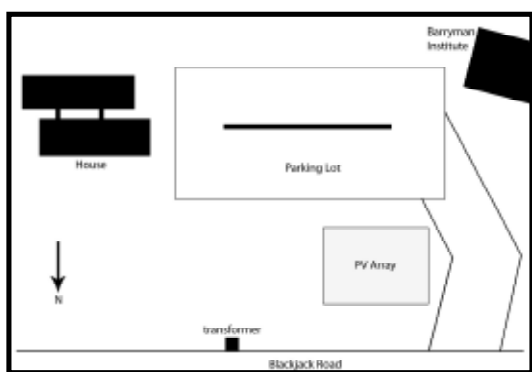 Barryman
Institute
House
Parking Lot
PV Array
N
transformer
Blackjack Road